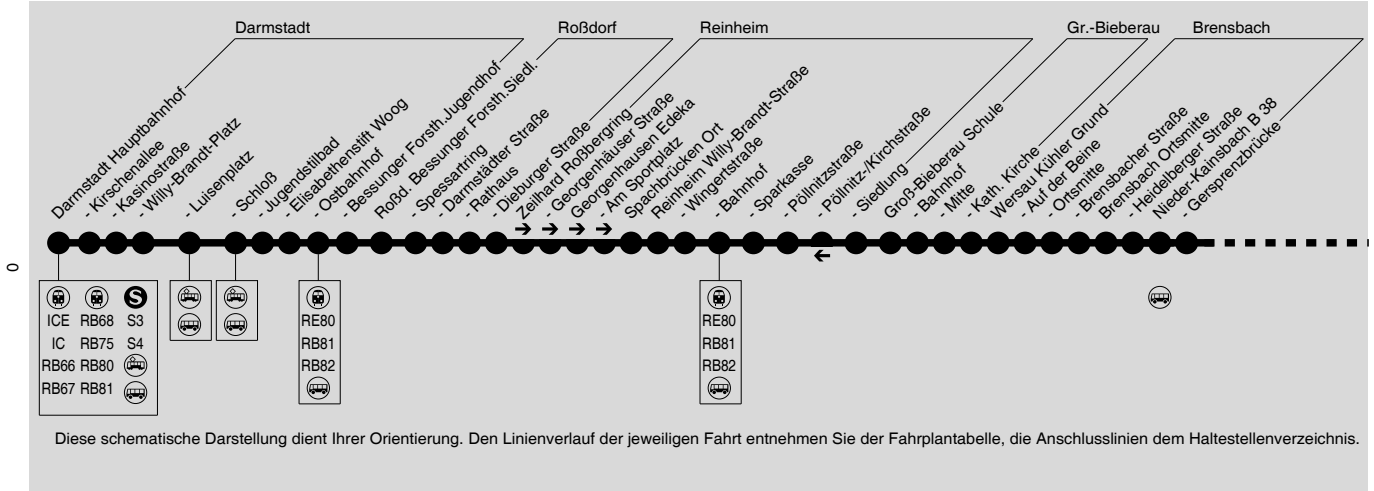 Darmstadt
Roßdorf
Reinheim
Gr.-Bieberau
Brensbach
Darmstadt Hauptbahnhof
- Kirschenallee
- Kasinostraße
- Willy-Brandt-Platz
- Luisenplatz
- Schloß
- Jugendstilbad
- Elisabethenstift Woog
- Ostbahnhof
- Bessunger Forsth.Jugendhof
Roßd. Bessunger Forsth.Siedl.
- Spessartring
- Darmstädter Straße
- Rathaus
- Dieburger Straße
Zeilhard Roßbergring
- Georgenhäuser Straße
Georgenhausen Edeka
- Am Sportplatz
Spachbrücken Ort
Reinheim Willy-Brandt-Straße
- Wingertstraße
- Bahnhof
- Sparkasse
- Pöllnitzstraße
- Pöllnitz-/Kirchstraße
- Siedlung
Groß-Bieberau Schule
- Bahnhof
- Mitte
- Kath. Kirche
Wersau Kühler Grund
- Auf der Beine
- Ortsmitte
- Brensbacher Straße
Brensbach Ortsmitte
- Heidelberger Straße
Nieder-Kainsbach B 38
- Gersprenzbrücke
0
S
ICE RB68 S3
IC RB75 S4
RB66 RB80
RB67 RB81
RE80
RB81
RB82
RE80
RB81
RB82
Diese schematische Darstellung dient Ihrer Orientierung. Den Linienverlauf der jeweiligen Fahrt entnehmen Sie der Fahrplantabelle, die Anschlusslinien dem Haltestellenverzeichnis.